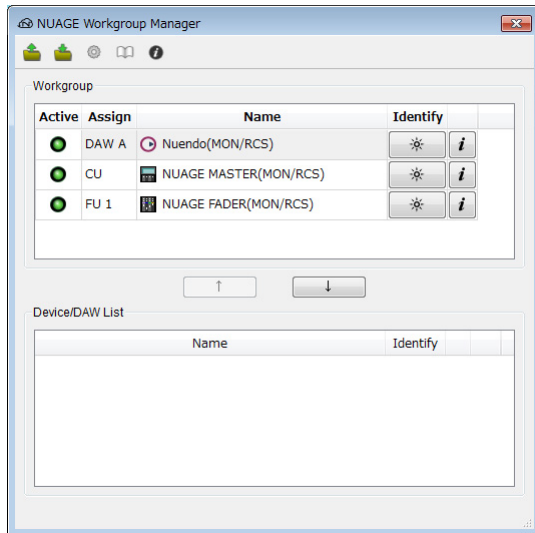 NUAGE Workgroup Manager
Workgroup
Active Assign Name Identify
DAW A Nuendo(MON/RCS) i
CU NUAGE MASTER(MON/RCS) i
FU 1 NUAGE FADER(MON/RCS) i
↑ ↓
Device/DAW List
Name Identify